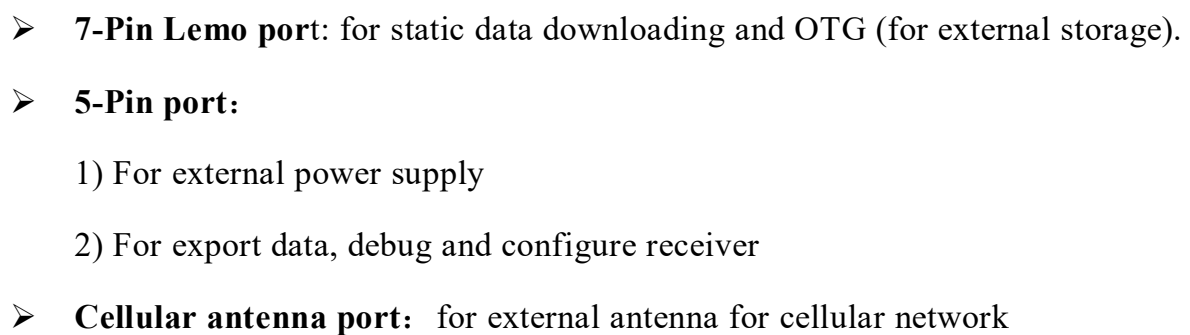 ➢ 7-Pin Lemo port: for static data downloading and OTG (for external storage).
➢ 5-Pin port：
1) For external power supply
2) For export data, debug and configure receiver
➢ Cellular antenna port：for external antenna for cellular network